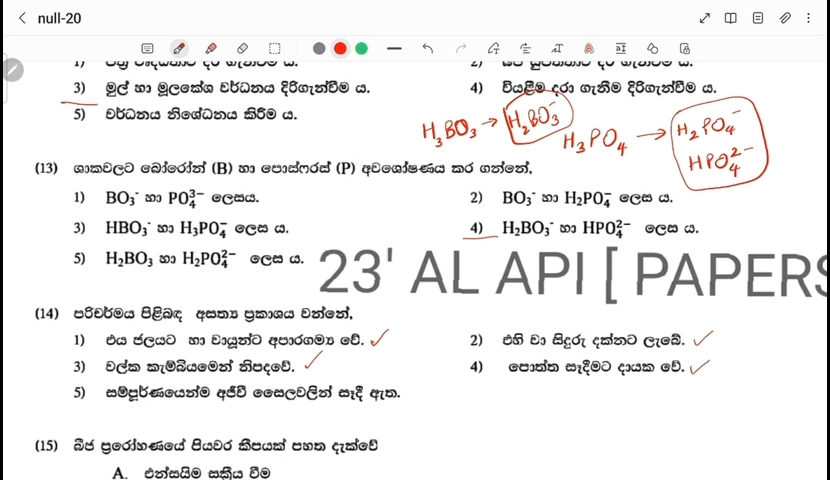 null-20
3) මුල් හා මූලකේශ වර්ධනය දිරිගැන්වීම ය.
4) වියළීම දරා ගැනීම දිරිගැන්වීම ය.
5) වර්ධනය නිශේධනය කිරීම ය.
H₃BO₃ → H₂BO₃⁻
H₃PO₄ → H₂PO₄⁻
HPO₄²⁻
(13) ශාකවලට බෝරෝන් (B) හා පොස්ෆරස් (P) අවශෝෂණය කර ගන්නේ,
1) BO₃⁻ හා PO₄³⁻ ලෙසය.
2) BO₃⁻ හා H₂PO₄⁻ ලෙස ය.
3) HBO₃⁻ හා H₃PO₄⁻ ලෙස ය.
4) H₂BO₃⁻ හා HPO₄²⁻ ලෙස ය.
5) H₂BO₃ හා H₂PO₄²⁻ ලෙස ය.
23' AL API [ PAPERS
(14) පරිචර්මය පිළිබඳ අසත්‍ය ප්‍රකාශය වන්නේ,
1) එය ජලයට හා වායූන්ට අපාරගම්‍ය වේ.
2) එහි වා සිදුරු දක්නට ලැබේ.
3) වල්ක කැම්බියමෙන් නිපදවේ.
4) පොත්ත සෑදීමට දායක වේ.
5) සම්පූර්ණයෙන්ම අජීවී සෛලවලින් සෑදී ඇත.
(15) බීජ ප්‍රරෝහණයේ පියවර කීපයක් පහත දැක්වේ
A. එන්සයිම සක්‍රීය වීම